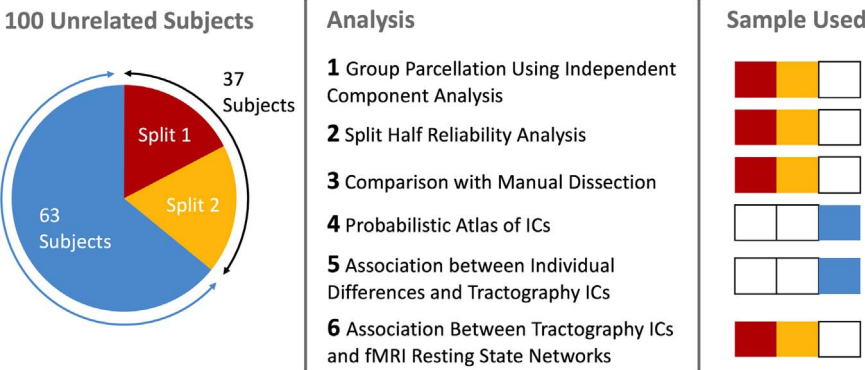 100 Unrelated Subjects
37
Subjects
Split 1
Split 2
63
Subjects
Analysis
1 Group Parcellation Using Independent
Component Analysis
2 Split Half Reliability Analysis
3 Comparison with Manual Dissection
4 Probabilistic Atlas of ICs
5 Association between Individual
Differences and Tractography ICs
6 Association Between Tractography ICs
and fMRI Resting State Networks
Sample Used